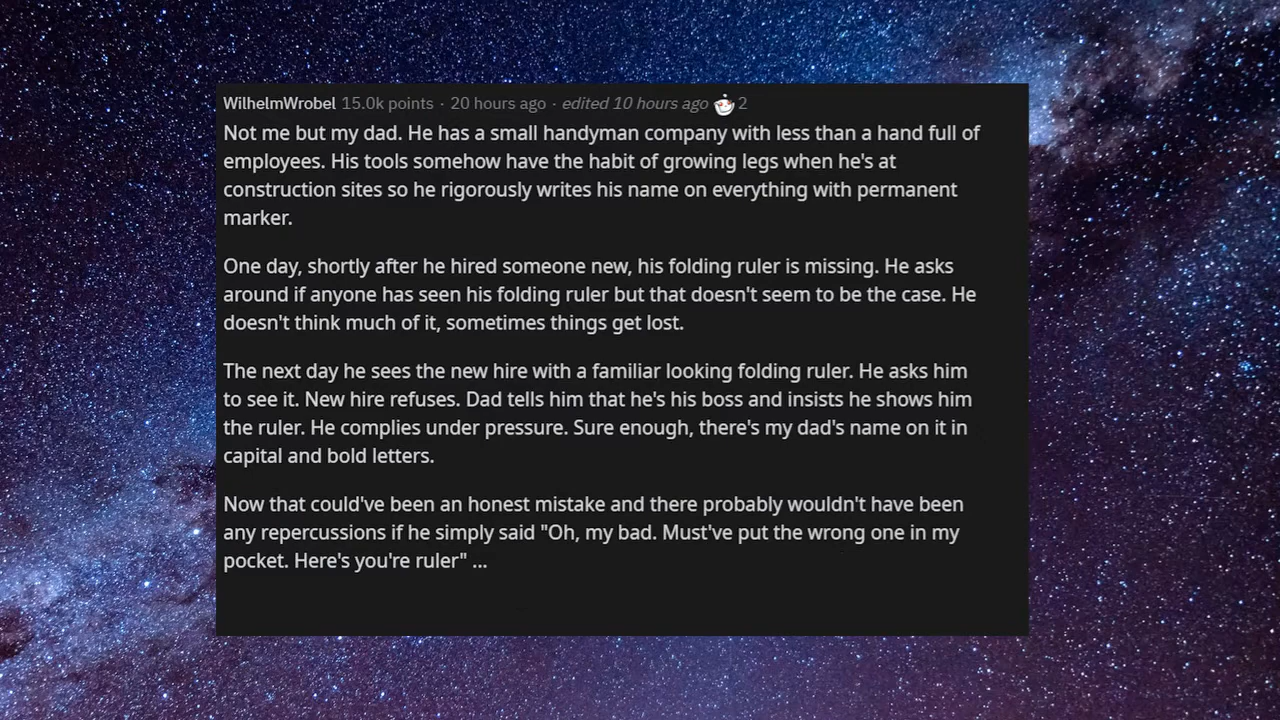 WilhelmWrobel 15.0k points · 20 hours ago · edited 10 hours ago 2
Not me but my dad. He has a small handyman company with less than a hand full of
employees. His tools somehow have the habit of growing legs when he's at
construction sites so he rigorously writes his name on everything with permanent
marker.
One day, shortly after he hired someone new, his folding ruler is missing. He asks
around if anyone has seen his folding ruler but that doesn't seem to be the case. He
doesn't think much of it, sometimes things get lost.
The next day he sees the new hire with a familiar looking folding ruler. He asks him
to see it. New hire refuses. Dad tells him that he's his boss and insists he shows him
the ruler. He complies under pressure. Sure enough, there's my dad's name on it in
capital and bold letters.
Now that could've been an honest mistake and there probably wouldn't have been
any repercussions if he simply said "Oh, my bad. Must've put the wrong one in my
pocket. Here's you're ruler" ...